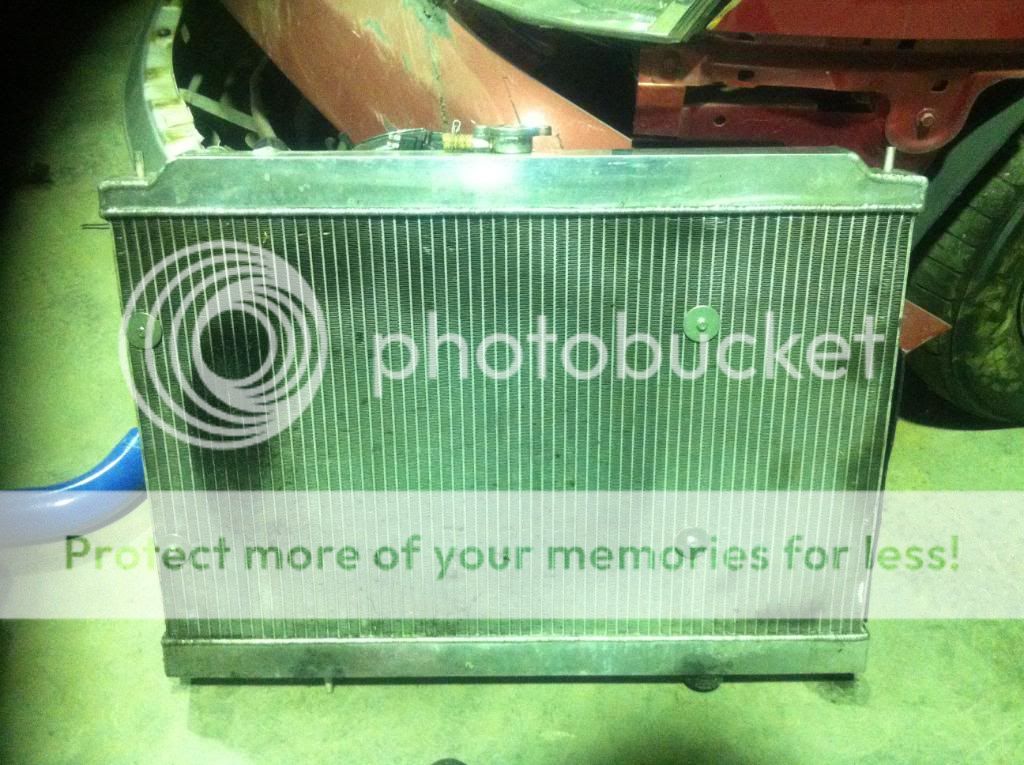 photobucket
Protect more of your memories for less!